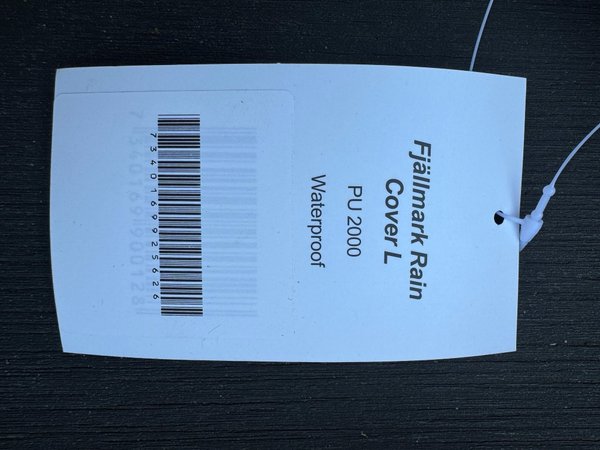 Fjällmark Rain
Cover L
PU 2000
Waterproof
7340169925626